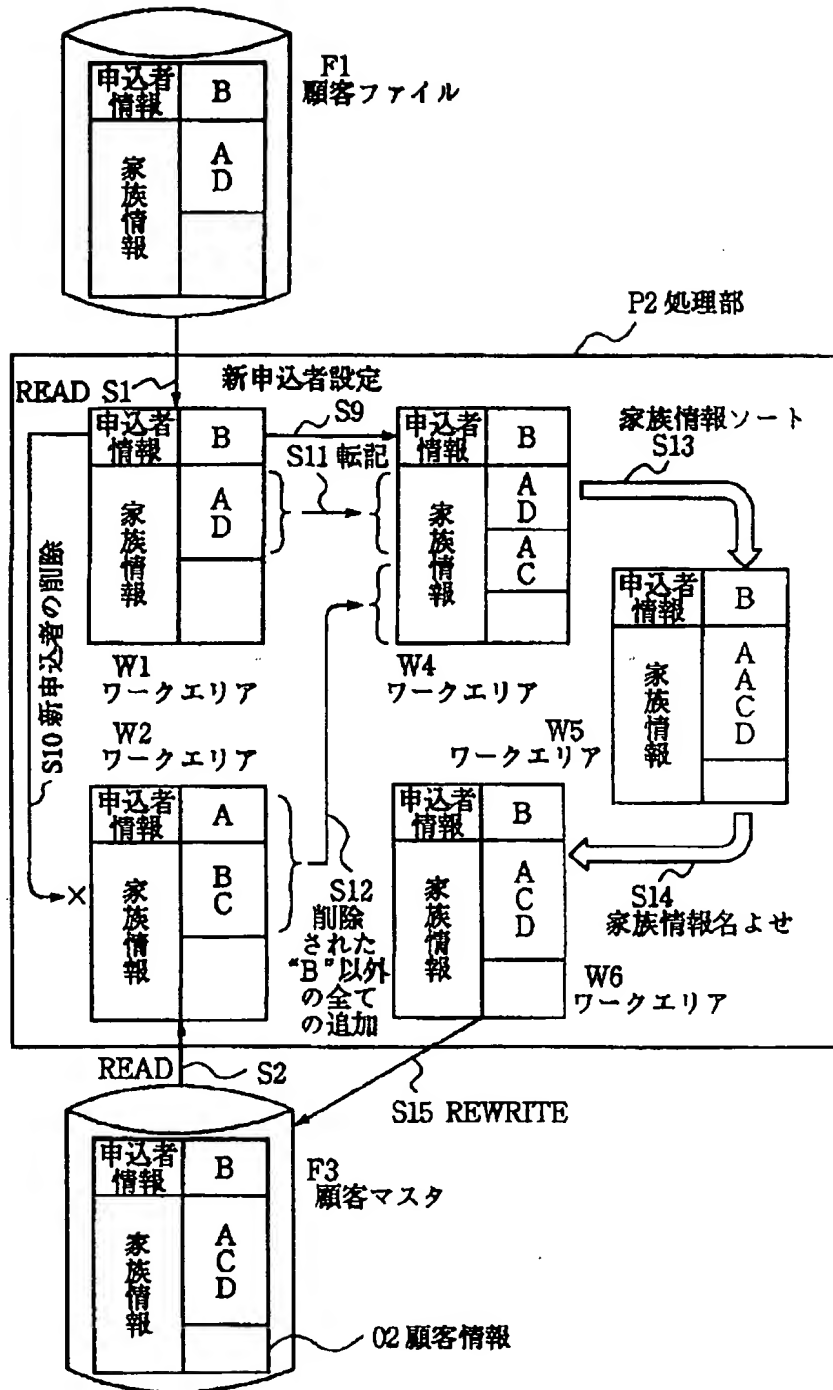 申込者
情報
B
家族情報
A
D
F1
顧客ファイル
P2 処理部
READ S1
新申込者設定
申込者
情報
B
家族情報
A
D
S9
S11 転記
申込者
情報
B
家族情報
A
D
A
C
家族情報ソート
S13
S10 新申込者の削除
W1
ワークエリア
W4
ワークエリア
申込者
情報
B
家族情報
A
A
C
D
W5
ワークエリア
W2
ワークエリア
申込者
情報
A
家族情報
B
C
×
S12
削除
された
“B”以外
の全て
の追加
申込者
情報
B
家族情報
A
C
D
S14
家族情報名よせ
W6
ワークエリア
READ
S2
S15 REWRITE
申込者
情報
B
家族情報
A
C
D
F3
顧客マスタ
02 顧客情報